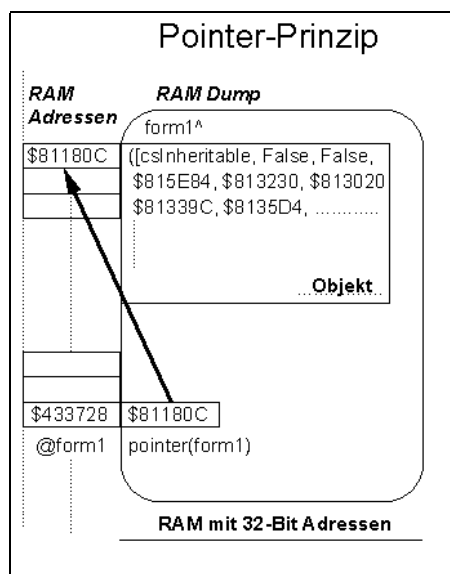 Pointer-Prinzip
RAM Adressen
RAM Dump
form1^
$81180C
([csInheritable, False, False,
$815E84, $813230, $813020
$81339C, $8135D4, ............
...Objekt...
$433728
$81180C
@form1
pointer(form1)
RAM mit 32-Bit Adressen